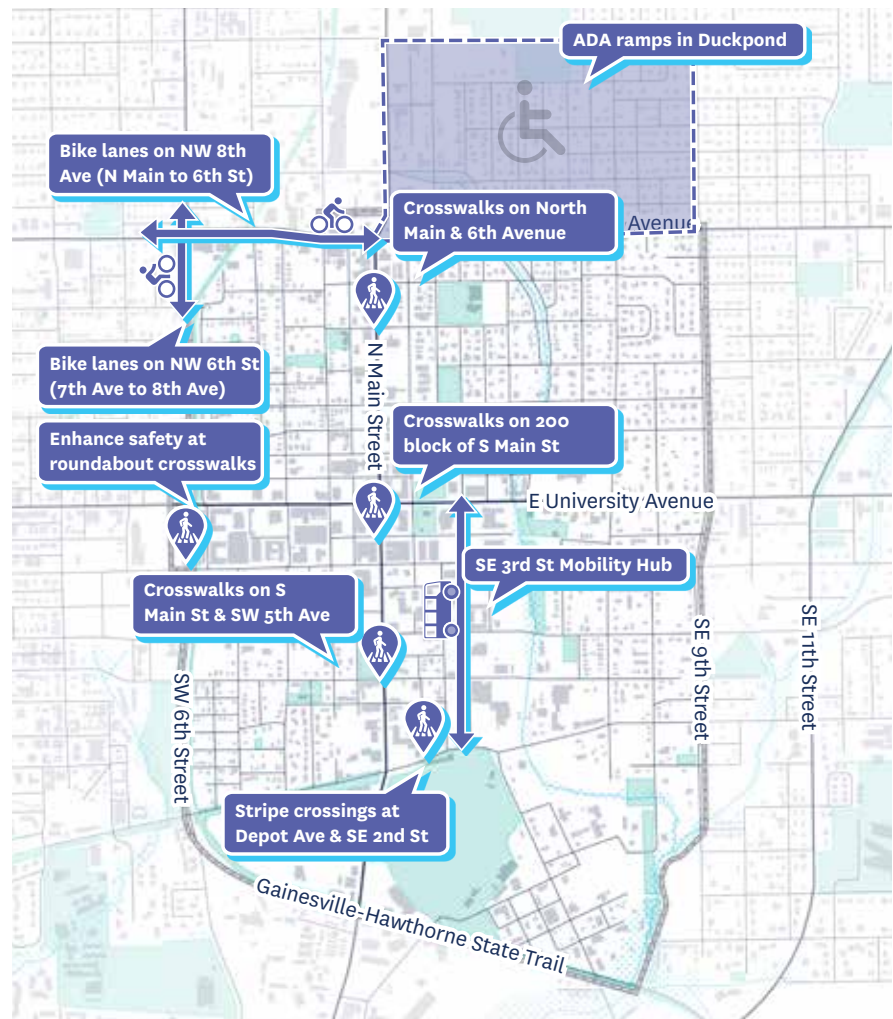 ADA ramps in Duckpond
Bike lanes on NW 8th
Ave (N Main to 6th St)
Crosswalks on North
Main & 6th Avenue
Avenue
Bike lanes on NW 6th St
(7th Ave to 8th Ave)
N Main Street
Enhance safety at
roundabout crosswalks
Crosswalks on 200
block of S Main St
E University Avenue
SE 3rd St Mobility Hub
Crosswalks on S
Main St & SW 5th Ave
SW 6th Street
SE 9th Street
SE 11th Street
Stripe crossings at
Depot Ave & SE 2nd St
Gainesville-Hawthorne State Trail